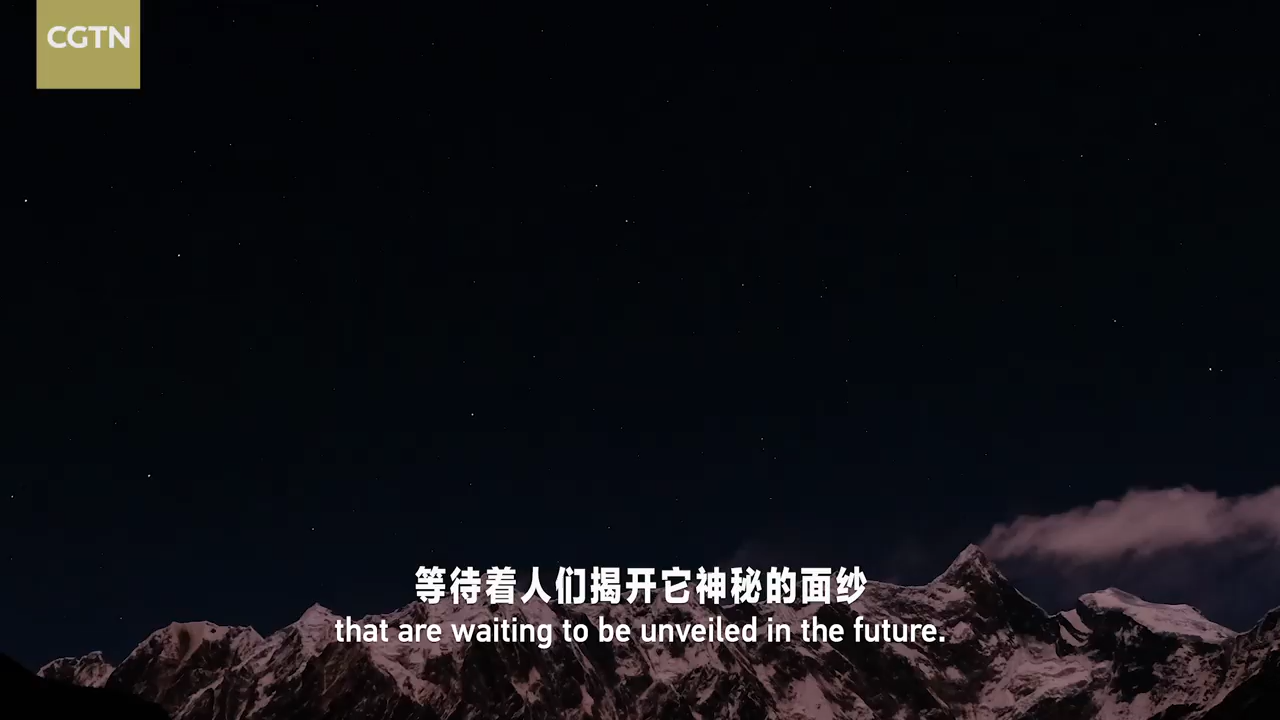 CGTN
等待着人们揭开它神秘的面纱
that are waiting to be unveiled in the future.